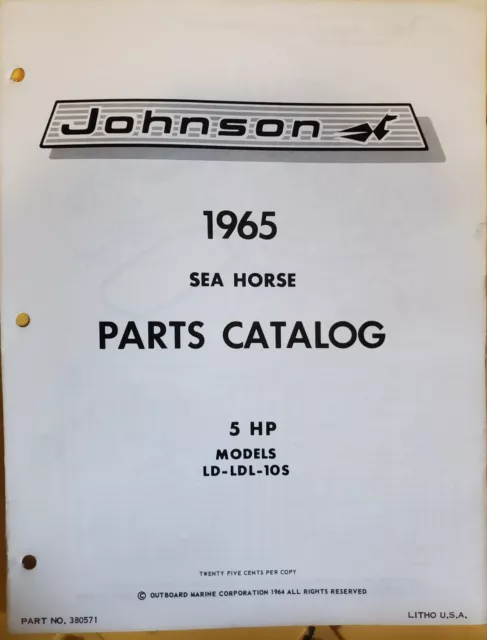 Johnson
1965
SEA HORSE
PARTS CATALOG
5 HP
MODELS
LD-LDL-10S
TWENTY FIVE CENTS PER COPY
© OUTBOARD MARINE CORPORATION 1964 ALL RIGHTS RESERVED
PART NO. 380571
LITHO U.S.A.